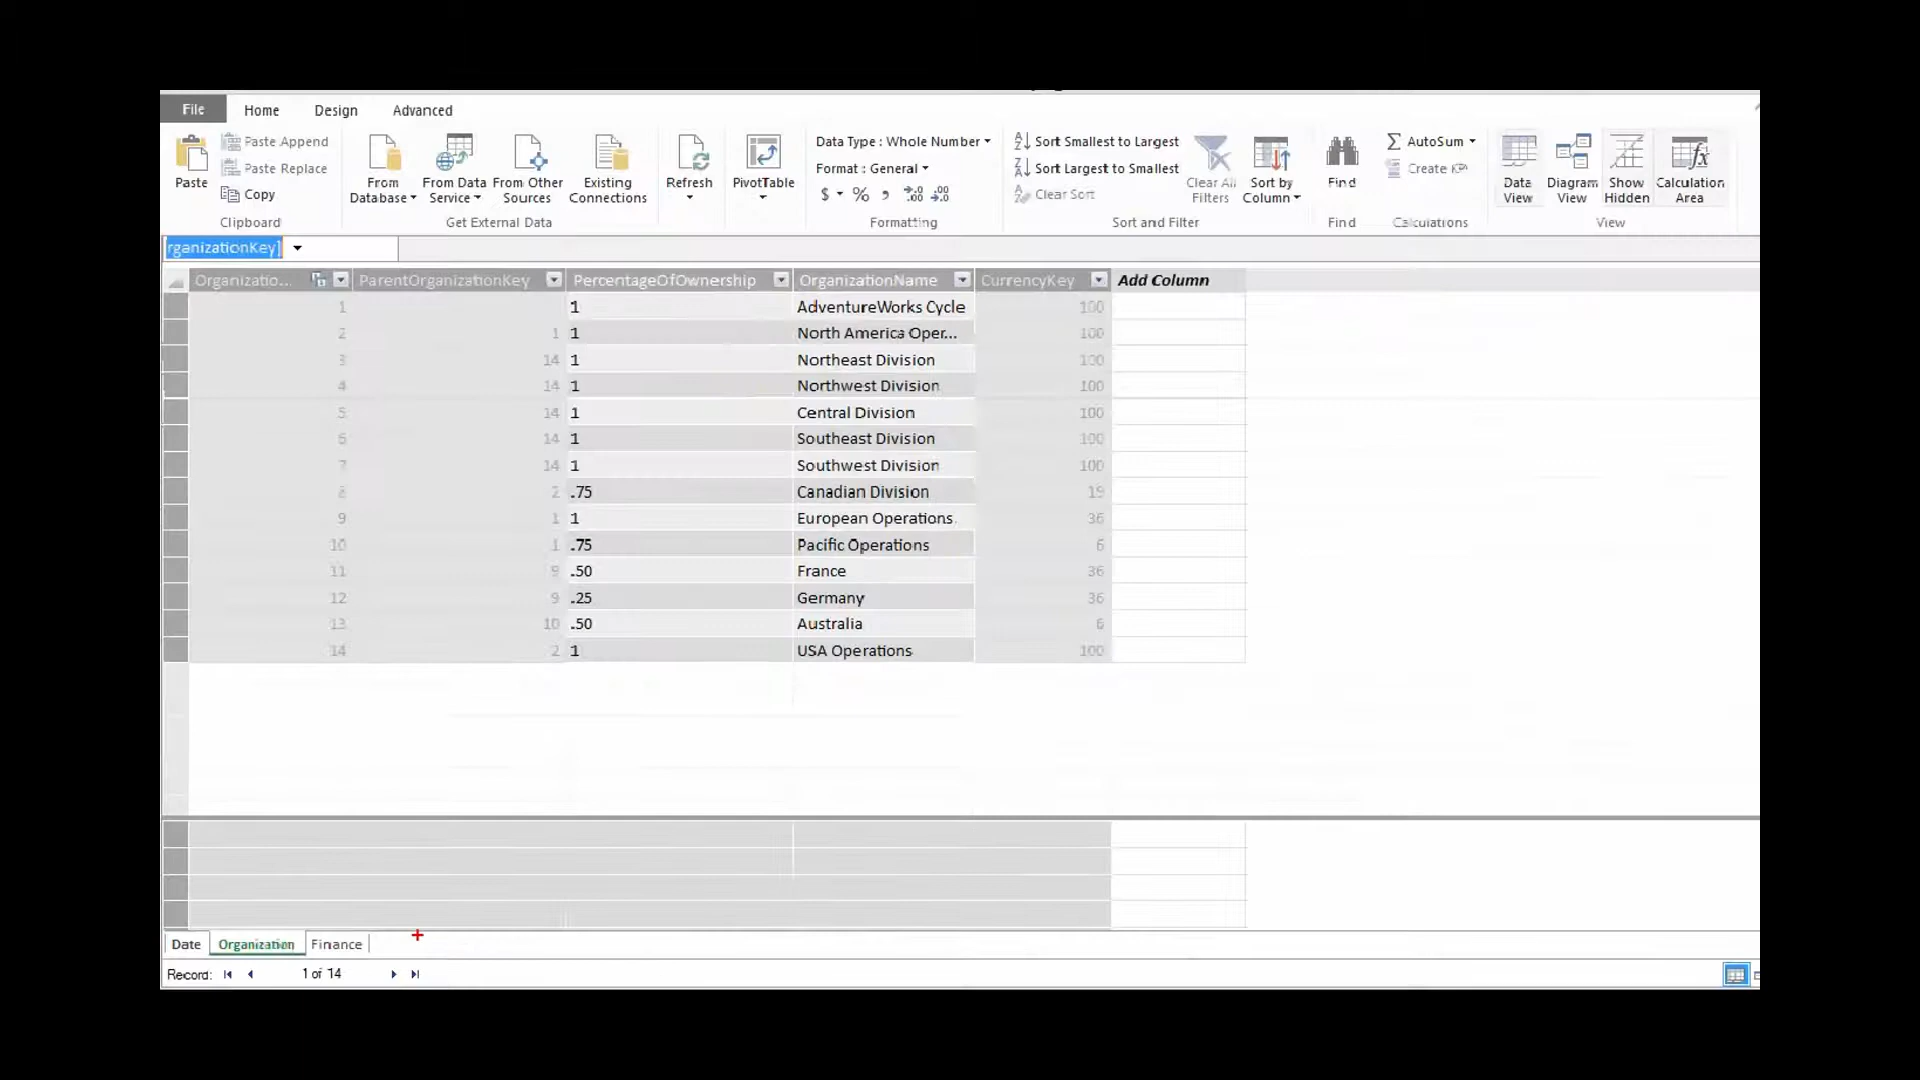 File Home Design Advanced
Paste
Paste Append
Paste Replace
Copy
Clipboard
From Database
From Data Service
From Other Sources
Existing Connections
Get External Data
Refresh
PivotTable
Data Type : Whole Number
Format : General
$ % , .00 .00
Formatting
Sort Smallest to Largest
Sort Largest to Smallest
Clear Sort
Clear All Filters
Sort by Column
Sort and Filter
Find
Find
AutoSum
Create KPI
Calculations
Data View
Diagram View
Show Hidden
Calculation Area
View
rganizationKey]
Organizatio... ParentOrganizationKey PercentageOfOwnership OrganizationName CurrencyKey Add Column
1 1 AdventureWorks Cycle 100
2 1 1 North America Oper... 100
3 14 1 Northeast Division 100
4 14 1 Northwest Division 100
5 14 1 Central Division 100
6 14 1 Southeast Division 100
7 14 1 Southwest Division 100
8 2 .75 Canadian Division 19
9 1 1 European Operations 36
10 1 .75 Pacific Operations 6
11 9 .50 France 36
12 9 .25 Germany 36
13 10 .50 Australia 6
14 2 1 USA Operations 100
Date Organization Finance
Record: 1 of 14